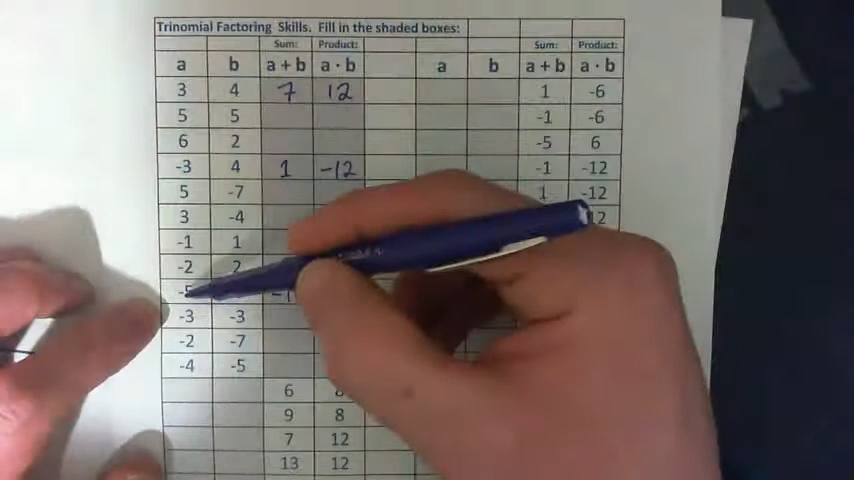 Trinomial Factoring Skills. Fill in the shaded boxes:
Sum: Product: Sum: Product:
a b a + b a · b a b a + b a · b
3 4 7 12 1 -6
5 5 -1 -6
6 2 -5 6
-3 4 1 -12 -1 -12
5 -7 1 -12
3 -4 12
-1 1
-2 2
-3 -3
-2 -7
-4 -5
6
9 8
7 12
13 12